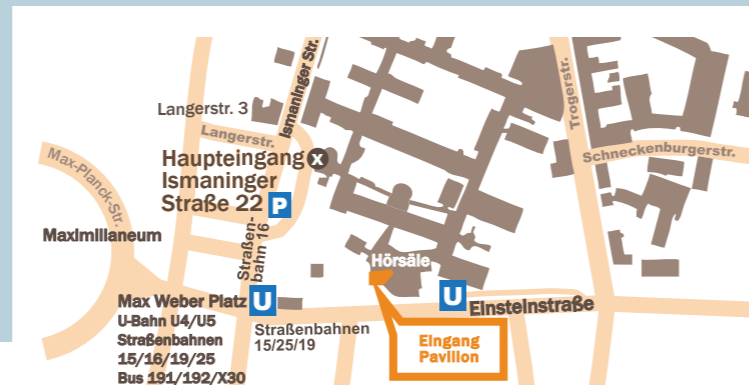 Ismaninger Str.
Langerstr. 3
Langerstr.
Trogerstr.
Schneckenburgerstr.
Haupteingang x
Ismaninger
Straße 22 P
Max-Planck-Str.
Maximilianeum
Straßen-
bahn 16
Hörsäle
Max Weber Platz U
U-Bahn U4/U5
Straßenbahnen
15/16/19/25
Bus 191/192/X30
Straßenbahnen
15/25/19
U Einsteinstraße
Eingang
Pavillon